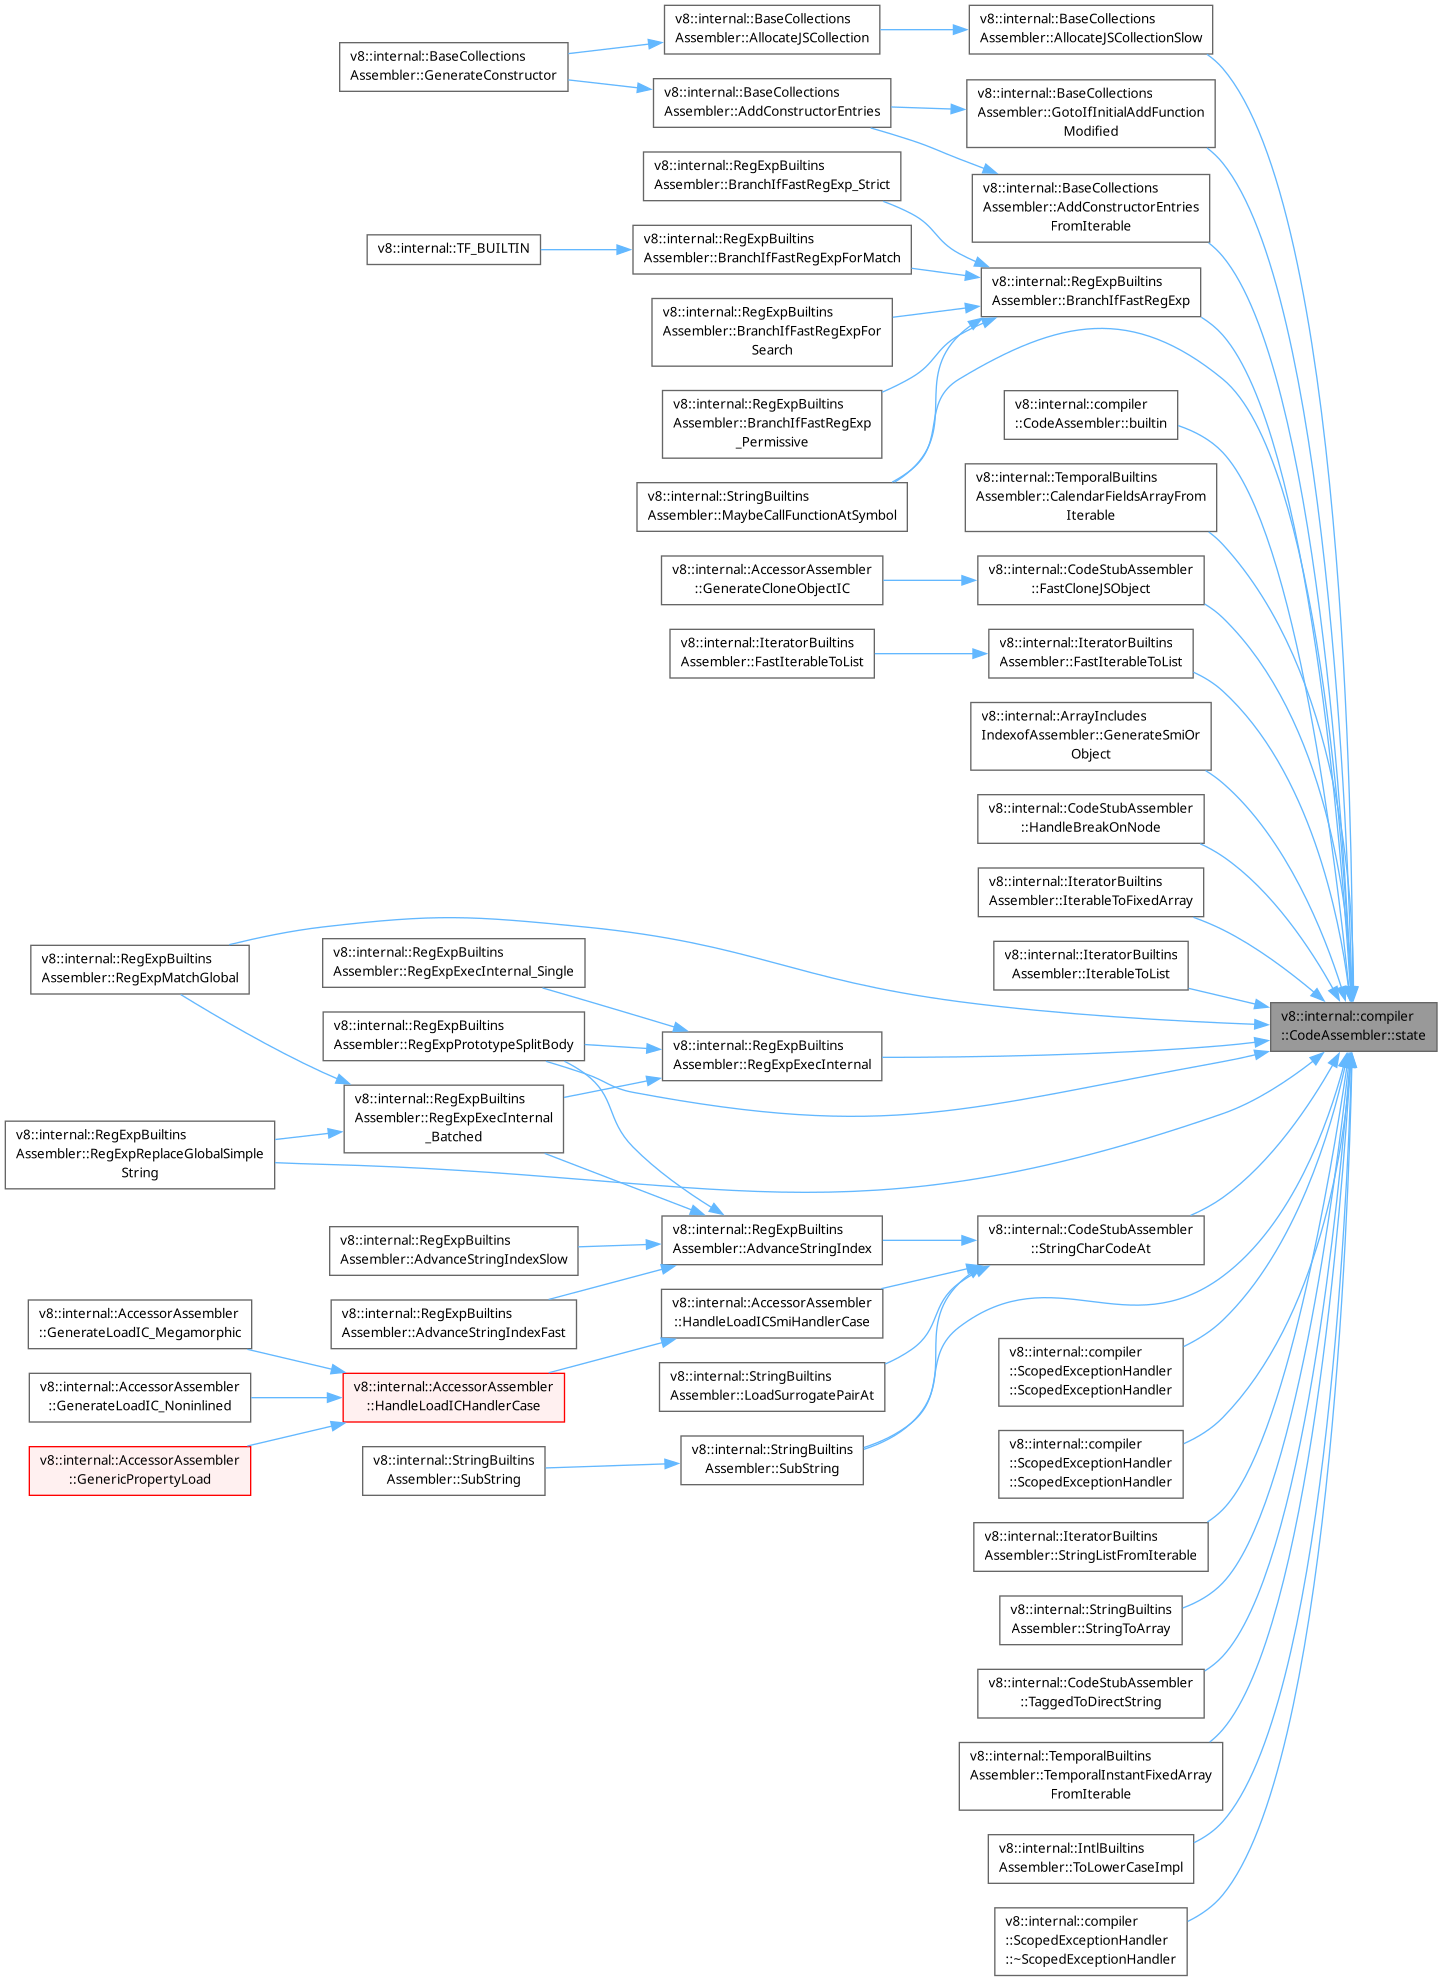 v8::internal::BaseCollections
Assembler::AllocateJSCollection
v8::internal::BaseCollections
Assembler::AllocateJSCollectionSlow
v8::internal::BaseCollections
Assembler::GenerateConstructor
v8::internal::BaseCollections
Assembler::AddConstructorEntries
v8::internal::BaseCollections
Assembler::GotoIfInitialAddFunction
Modified
v8::internal::RegExpBuiltins
Assembler::BranchIfFastRegExp_Strict
v8::internal::BaseCollections
Assembler::AddConstructorEntries
FromIterable
v8::internal::TF_BUILTIN
v8::internal::RegExpBuiltins
Assembler::BranchIfFastRegExpForMatch
v8::internal::RegExpBuiltins
Assembler::BranchIfFastRegExp
v8::internal::RegExpBuiltins
Assembler::BranchIfFastRegExpFor
Search
v8::internal::RegExpBuiltins
Assembler::BranchIfFastRegExp
_Permissive
v8::internal::compiler
::CodeAssembler::builtin
v8::internal::StringBuiltins
Assembler::MaybeCallFunctionAtSymbol
v8::internal::TemporalBuiltins
Assembler::CalendarFieldsArrayFrom
Iterable
v8::internal::AccessorAssembler
::GenerateCloneObjectIC
v8::internal::CodeStubAssembler
::FastCloneJSObject
v8::internal::IteratorBuiltins
Assembler::FastIterableToList
v8::internal::IteratorBuiltins
Assembler::FastIterableToList
v8::internal::ArrayIncludes
IndexofAssembler::GenerateSmiOr
Object
v8::internal::CodeStubAssembler
::HandleBreakOnNode
v8::internal::IteratorBuiltins
Assembler::IterableToFixedArray
v8::internal::RegExpBuiltins
Assembler::RegExpMatchGlobal
v8::internal::RegExpBuiltins
Assembler::RegExpExecInternal_Single
v8::internal::IteratorBuiltins
Assembler::IterableToList
v8::internal::compiler
::CodeAssembler::state
v8::internal::RegExpBuiltins
Assembler::RegExpPrototypeSplitBody
v8::internal::RegExpBuiltins
Assembler::RegExpExecInternal
v8::internal::RegExpBuiltins
Assembler::RegExpExecInternal
_Batched
v8::internal::RegExpBuiltins
Assembler::RegExpReplaceGlobalSimple
String
v8::internal::RegExpBuiltins
Assembler::AdvanceStringIndexSlow
v8::internal::RegExpBuiltins
Assembler::AdvanceStringIndex
v8::internal::CodeStubAssembler
::StringCharCodeAt
v8::internal::AccessorAssembler
::GenerateLoadIC_Megamorphic
v8::internal::RegExpBuiltins
Assembler::AdvanceStringIndexFast
v8::internal::AccessorAssembler
::HandleLoadICSmiHandlerCase
v8::internal::compiler
::ScopedExceptionHandler
::ScopedExceptionHandler
v8::internal::AccessorAssembler
::GenerateLoadIC_Noninlined
v8::internal::AccessorAssembler
::HandleLoadICHandlerCase
v8::internal::StringBuiltins
Assembler::LoadSurrogatePairAt
v8::internal::AccessorAssembler
::GenericPropertyLoad
v8::internal::StringBuiltins
Assembler::SubString
v8::internal::StringBuiltins
Assembler::SubString
v8::internal::compiler
::ScopedExceptionHandler
::ScopedExceptionHandler
v8::internal::IteratorBuiltins
Assembler::StringListFromIterable
v8::internal::StringBuiltins
Assembler::StringToArray
v8::internal::CodeStubAssembler
::TaggedToDirectString
v8::internal::TemporalBuiltins
Assembler::TemporalInstantFixedArray
FromIterable
v8::internal::IntlBuiltins
Assembler::ToLowerCaseImpl
v8::internal::compiler
::ScopedExceptionHandler
::~ScopedExceptionHandler